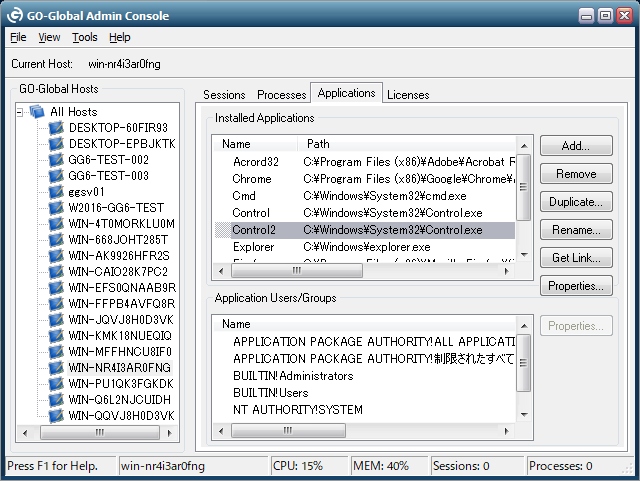 GO-Global Admin Console
File View Tools Help
Current Host: win-nr4i3ar0fng
GO-Global Hosts
All Hosts
DESKTOP-60FIR93
DESKTOP-EPBJKTK
GG6-TEST-002
GG6-TEST-003
ggsv01
W2016-GG6-TEST
WIN-4T0MORKLU0M
WIN-668JOHT285T
WIN-AK9926HFR2S
WIN-CAIO28K7PC2
WIN-EFS0QNAAB9R
WIN-FFPB4AVFQ8R
WIN-JQVJ8H0D3VK
WIN-KMK18NUEQIQ
WIN-MFFHNCU8IF0
WIN-NR4I3AR0FNG
WIN-PU1QK3FGKDK
WIN-Q6L2NJCUIDH
WIN-QQVJ8H0D3VK
Sessions Processes Applications Licenses
Installed Applications
Name Path
Acrord32 C:¥Program Files (x86)¥Adobe¥Acrobat R
Chrome C:¥Program Files (x86)¥Google¥Chrome¥
Cmd C:¥Windows¥System32¥cmd.exe
Control C:¥Windows¥System32¥Control.exe
Control2 C:¥Windows¥System32¥Control.exe
Explorer C:¥Windows¥explorer.exe
Add...
Remove
Duplicate...
Rename...
Get Link...
Properties...
Application Users/Groups
Name
APPLICATION PACKAGE AUTHORITY!ALL APPLICATI
APPLICATION PACKAGE AUTHORITY!制限されたすべて
BUILTIN!Administrators
BUILTIN!Users
NT AUTHORITY!SYSTEM
Properties...
Press F1 for Help. win-nr4i3ar0fng CPU: 15% MEM: 40% Sessions: 0 Processes: 0